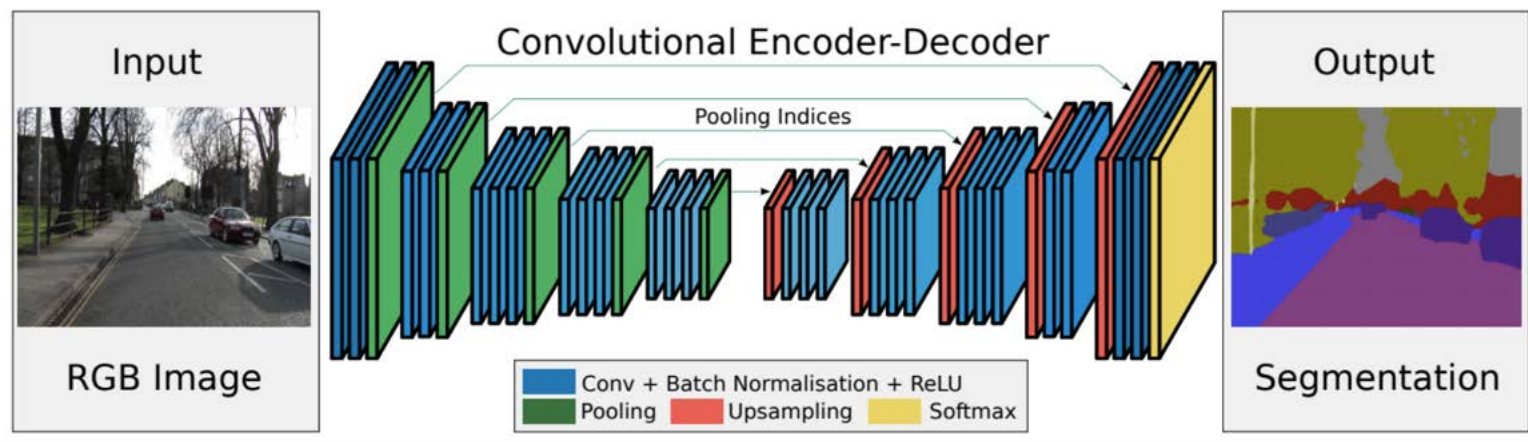 Input
RGB Image
Convolutional Encoder-Decoder
Pooling Indices
Conv + Batch Normalisation + ReLU
Pooling Upsampling Softmax
Output
Segmentation